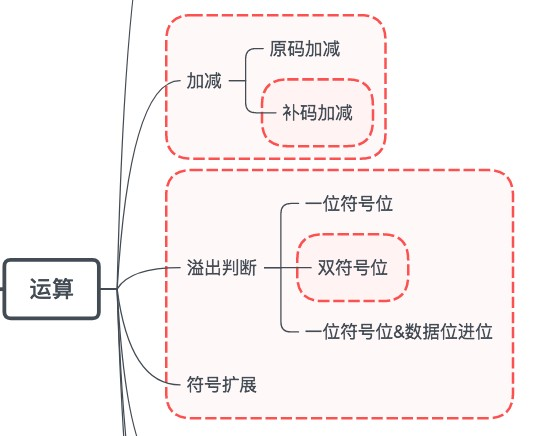 原码加减
加减
补码加减
一位符号位
溢出判断
双符号位
运算
一位符号位&数据位进位
符号扩展